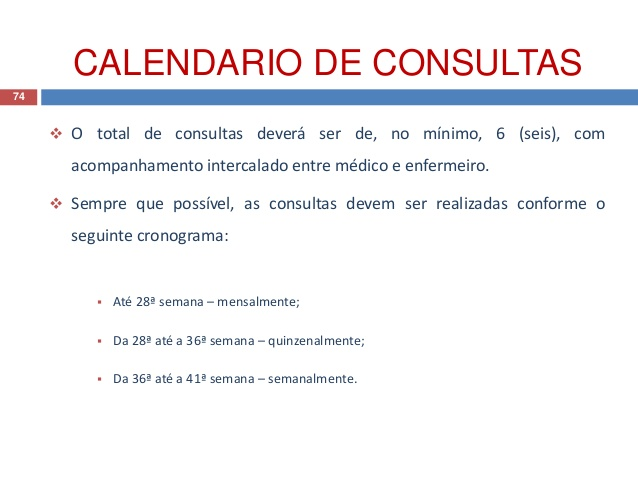 CALENDARIO DE CONSULTAS
74
O total de consultas deverá ser de, no mínimo, 6 (seis), com
acompanhamento intercalado entre médico e enfermeiro.
Sempre que possível, as consultas devem ser realizadas conforme o
seguinte cronograma:
Até 28ª semana – mensalmente;
Da 28ª até a 36ª semana – quinzenalmente;
Da 36ª até a 41ª semana – semanalmente.